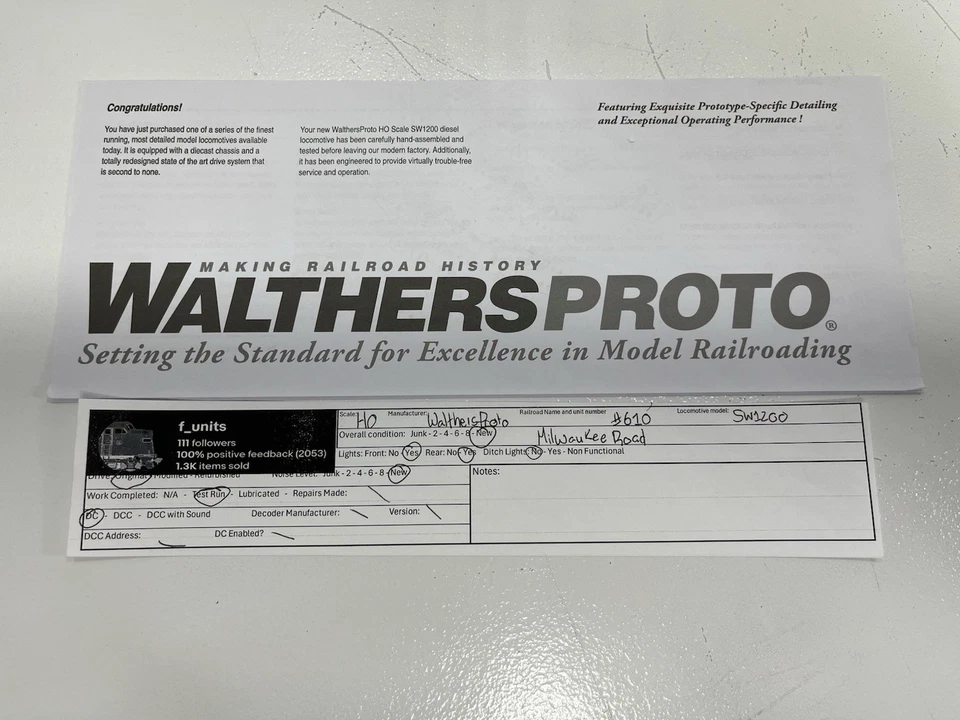 Congratulations!
You have just purchased one of a series of the finest
running, most detailed model locomotives available
today. It is equipped with a diecast chassis and a
totally redesigned state of the art drive system that
is second to none.
Your new WalthersProto HO Scale SW1200 diesel
locomotive has been carefully hand-assembled and
tested before leaving our modern factory. Additionally,
it has been engineered to provide virtually trouble-free
service and operation.
Featuring Exquisite Prototype-Specific Detailing
and Exceptional Operating Performance !
MAKING RAILROAD HISTORY
WALTHERSPROTO®
Setting the Standard for Excellence in Model Railroading
f_units
111 followers
100% positive feedback (2053)
1.3K items sold
Scale: HO Manufacturer: WalthersProto Railroad Name and unit number #610 Locomotive model: SW1200
Overall condition: Junk - 2 - 4 - 6 - 8 - New Milwaukee Road
Lights: Front: No - Yes Rear: No - Yes Ditch Lights: No - Yes - Non Functional
Drive: Original - Modified - Refurbished Noise Level: Junk - 2 - 4 - 6 - 8 - New
Notes:
Work Completed: N/A - Test Run - Lubricated - Repairs Made:
DC - DCC - DCC with Sound Decoder Manufacturer: Version:
DCC Address: DC Enabled?